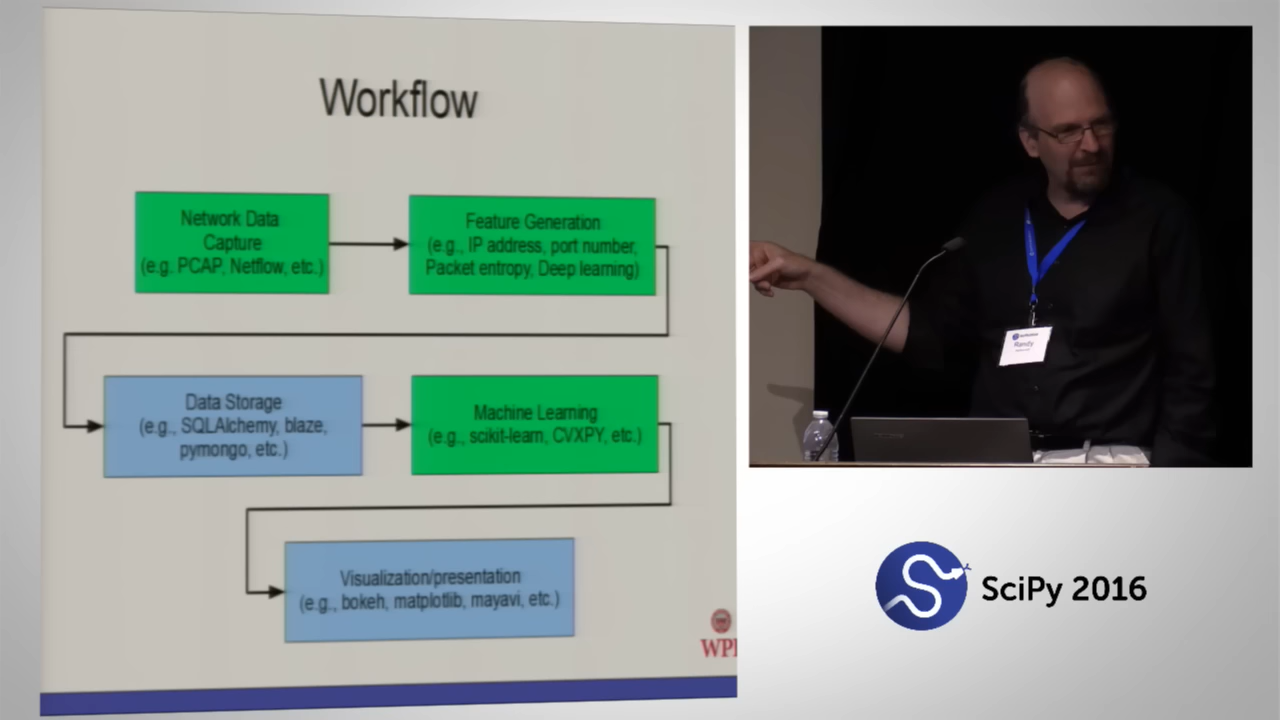 Workflow
Network Data
Capture
(e.g. PCAP, Netflow, etc.)
Feature Generation
(e.g., IP address, port number,
Packet entropy, Deep learning)
Data Storage
(e.g., SQLAlchemy, blaze,
pymongo, etc.)
Machine Learning
(e.g., scikit-learn, CVXPY, etc.)
Visualization/presentation
(e.g., bokeh, matplotlib, mayavi, etc.)
WPI
Randy
SciPy 2016